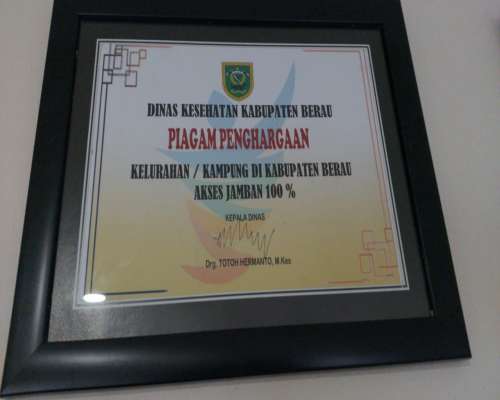 DINAS KESEHATAN KABUPATEN BERAU
PIAGAM PENGHARGAAN
KELURAHAN / KAMPUNG DI KABUPATEN BERAU
AKSES JAMBAN 100 %
KEPALA DINAS
Drg. TOTOH HERMANTO, M.Kes